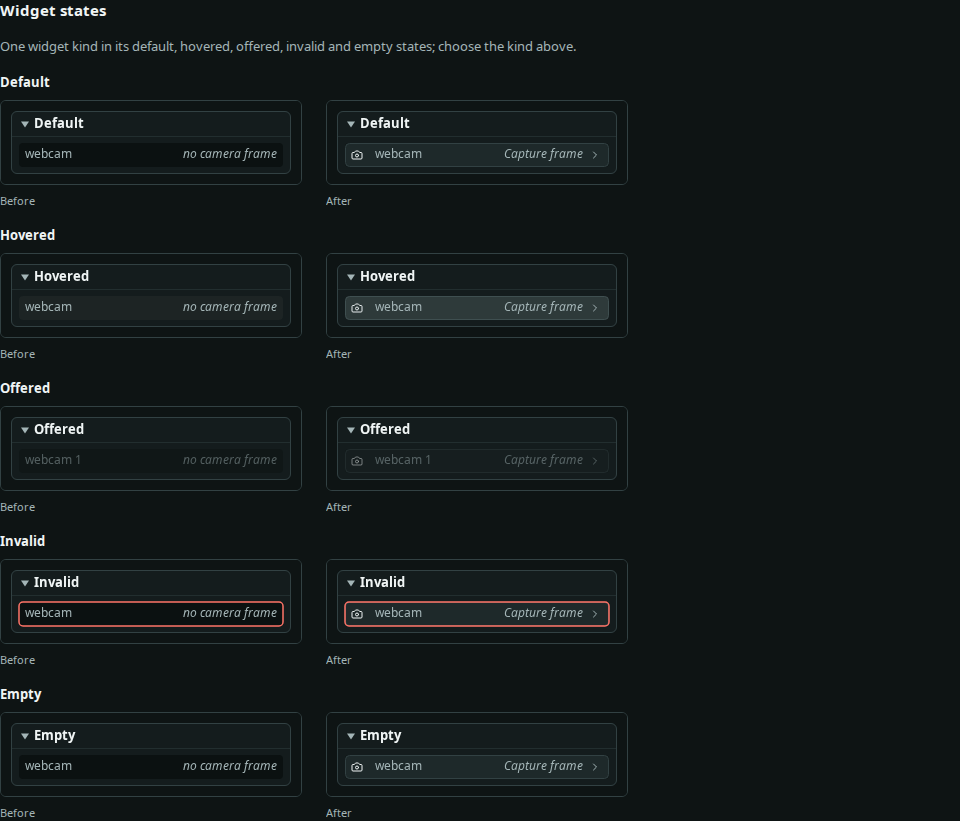 Widget states
One widget kind in its default, hovered, offered, invalid and empty states; choose the kind above.
Default
Default
webcam no camera frame
Before
Default
webcam Capture frame
After
Hovered
Hovered
webcam no camera frame
Before
Hovered
webcam Capture frame
After
Offered
Offered
webcam 1 no camera frame
Before
Offered
webcam 1 Capture frame
After
Invalid
Invalid
webcam no camera frame
Before
Invalid
webcam Capture frame
After
Empty
Empty
webcam no camera frame
Before
Empty
webcam Capture frame
After